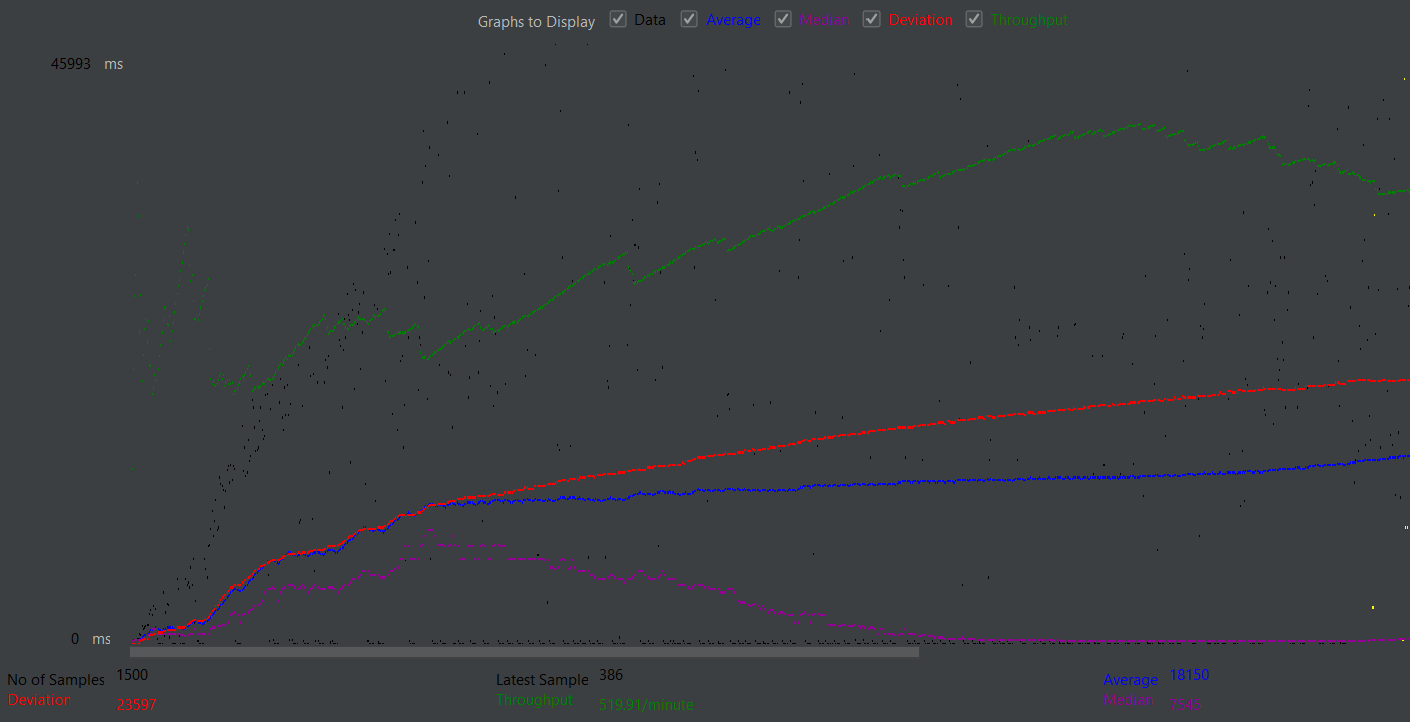 Graphs to Display Data Average Median Deviation Throughput
45993 ms
0 ms
No of Samples 1500 Latest Sample 386 Average 18150
Deviation 23597 Throughput 519.91/minute Median